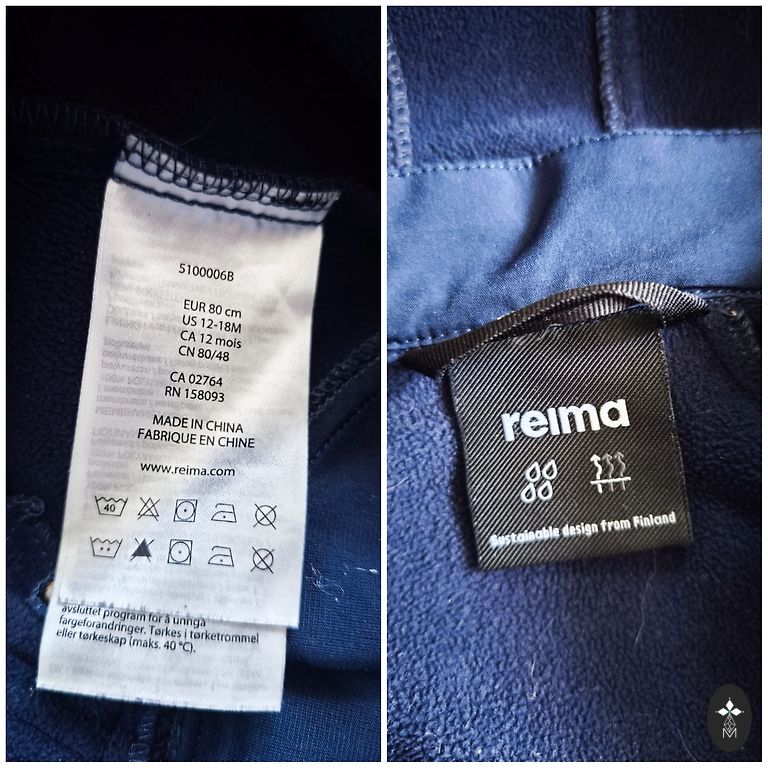 5100006B
EUR 80 cm
US 12-18M
CA 12 mois
CN 80/48
CA 02764
RN 158093
MADE IN CHINA
FABRIQUE EN CHINE
www.reima.com
40
avsluttet program for å unngå
fargeforandringer. Tørkes i tørketrommel
eller tørkeskap (maks. 40 °C).
reima
Sustainable design from Finland
M